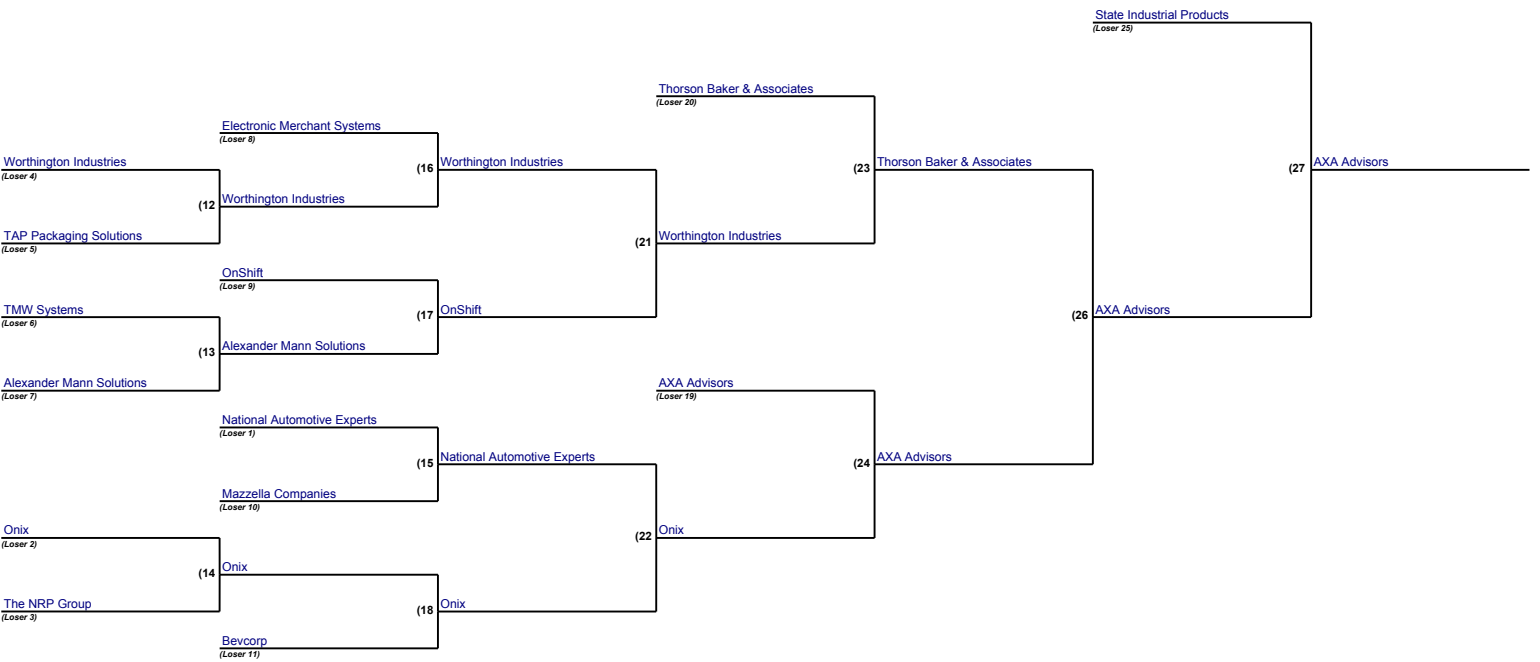 State Industrial Products
(Loser 25)
Thorson Baker & Associates
(Loser 20)
Electronic Merchant Systems
(Loser 8)
Worthington Industries
(Loser 4)
(16
Worthington Industries
(23
Thorson Baker & Associates
(27
AXA Advisors
(12
Worthington Industries
TAP Packaging Solutions
(Loser 5)
(21
Worthington Industries
OnShift
(Loser 9)
TMW Systems
(Loser 6)
(17
OnShift
(26
AXA Advisors
(13
Alexander Mann Solutions
Alexander Mann Solutions
(Loser 7)
AXA Advisors
(Loser 19)
National Automotive Experts
(Loser 1)
(15
National Automotive Experts
(24
AXA Advisors
Mazzella Companies
(Loser 10)
Onix
(Loser 2)
(22
Onix
(14
Onix
The NRP Group
(Loser 3)
(18
Onix
Bevcorp
(Loser 11)